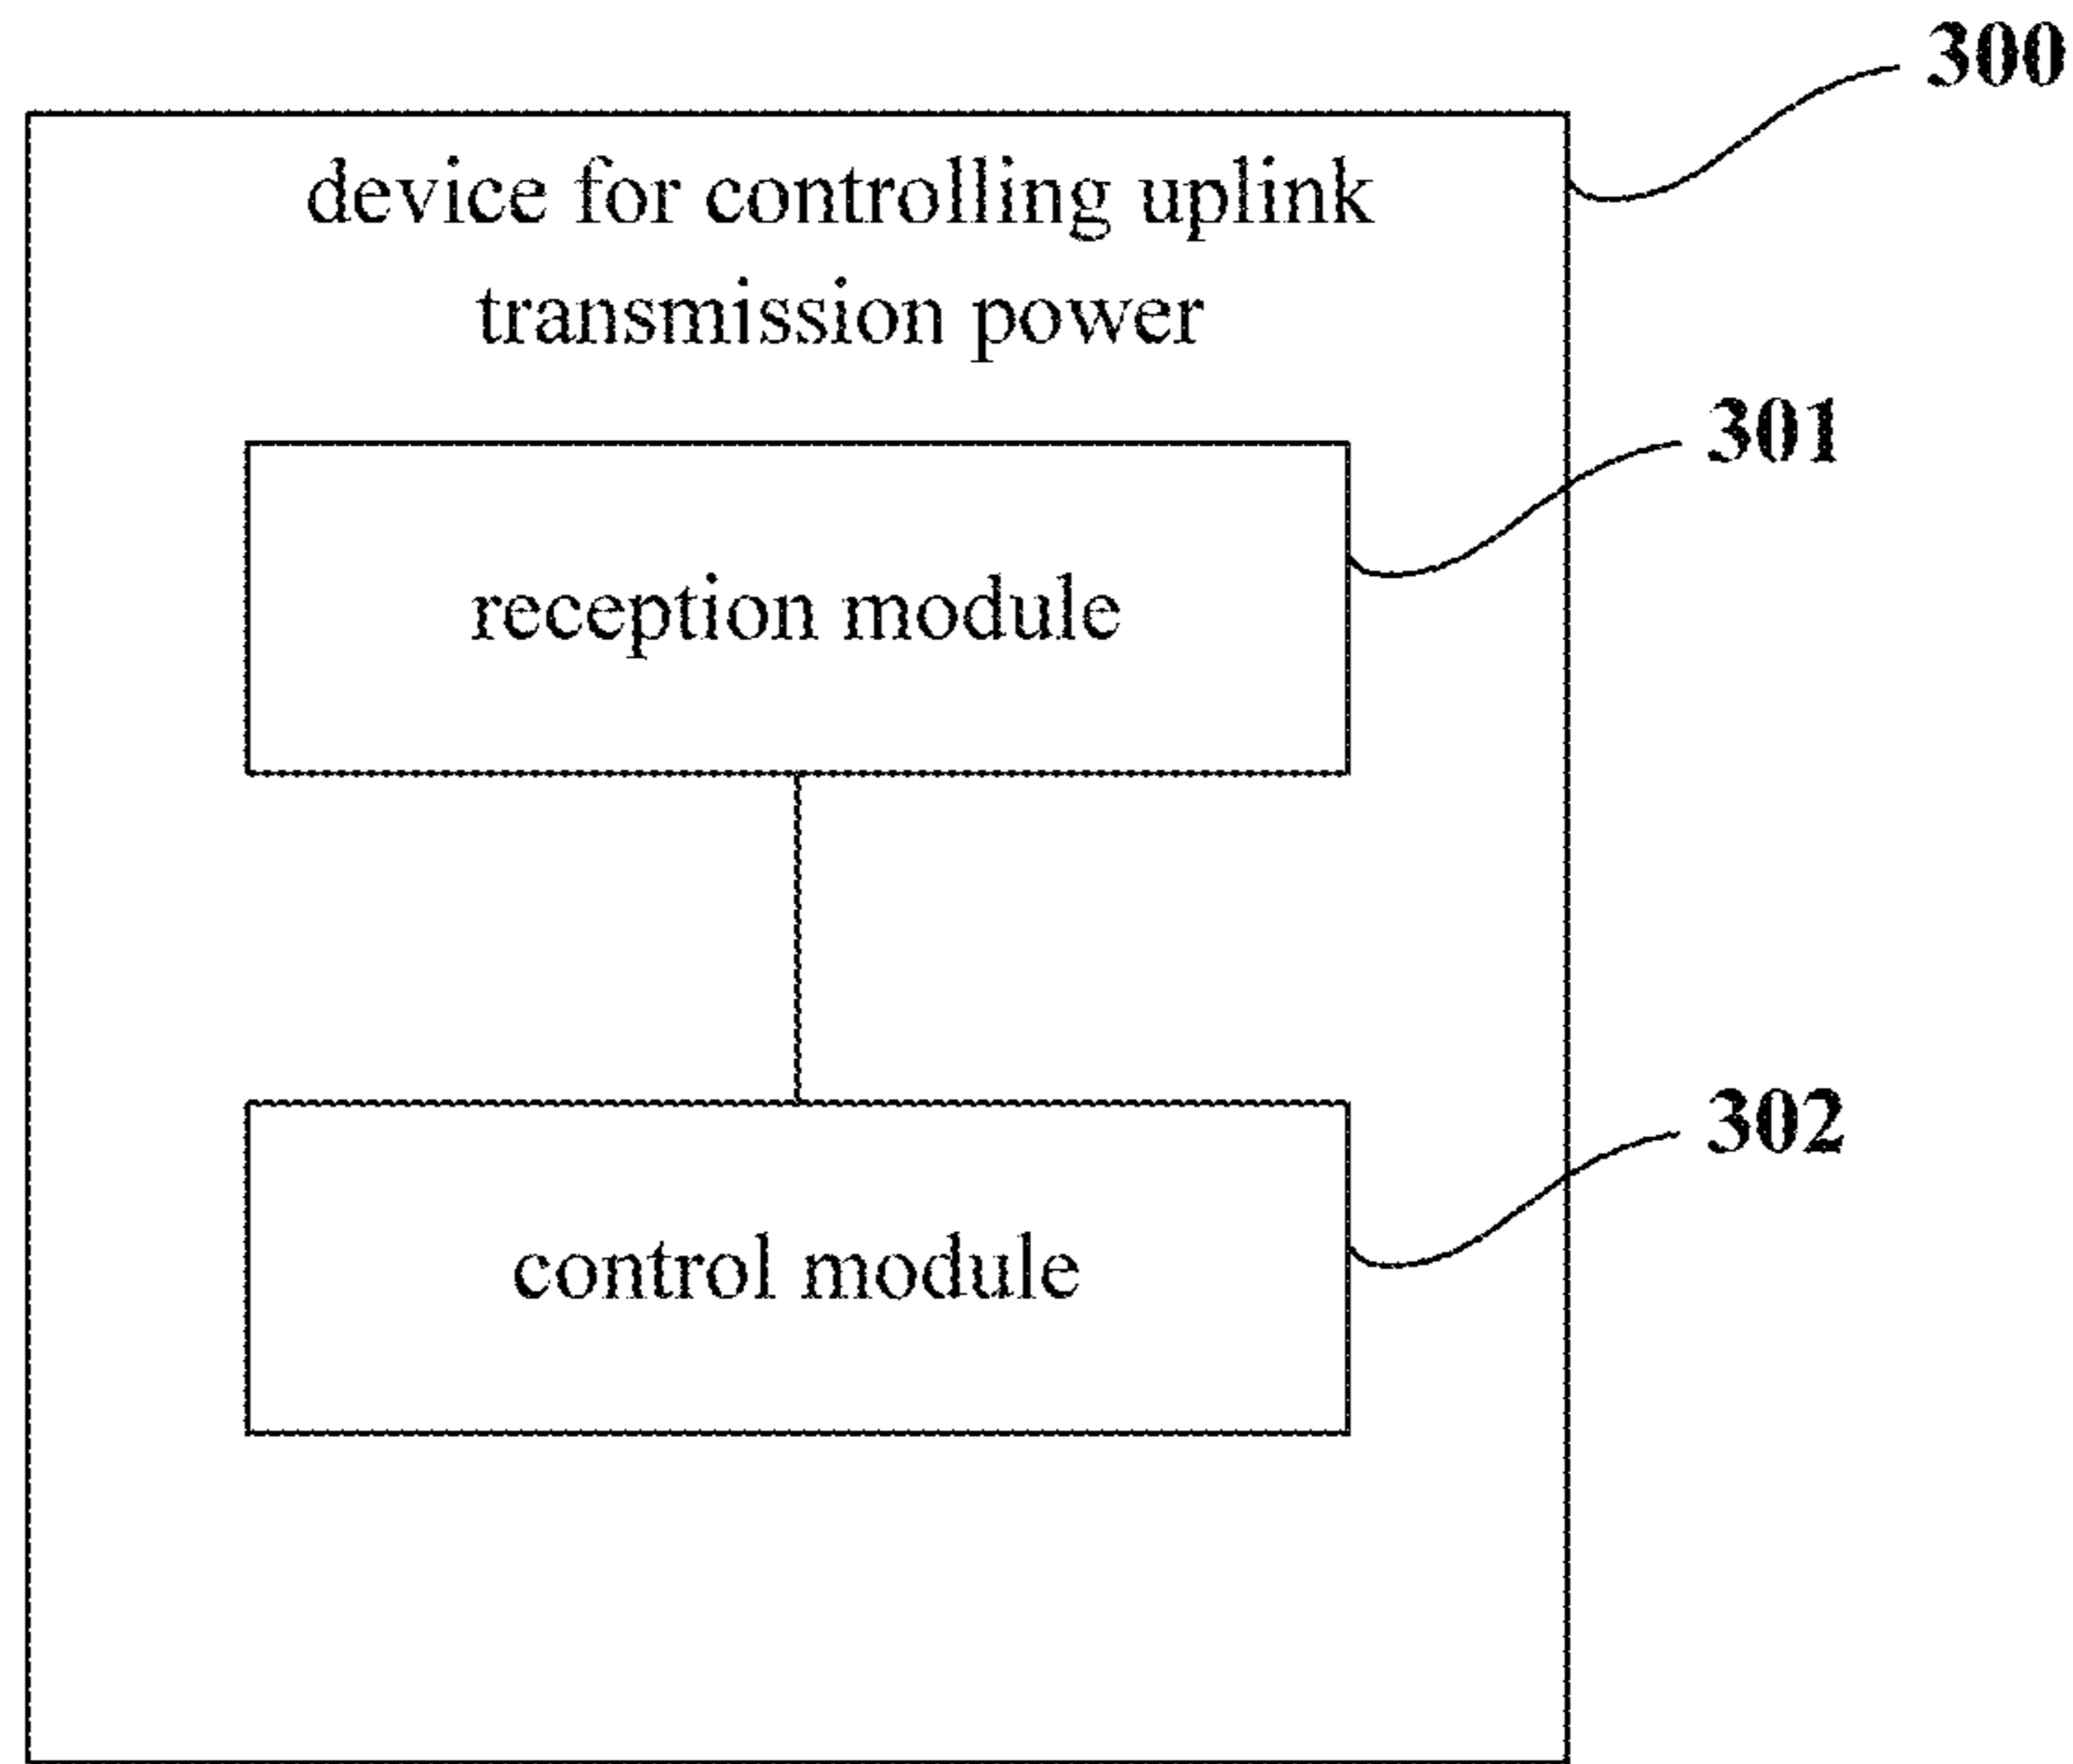 300
device for controlling uplink
transmission power
301
reception module
302
control module